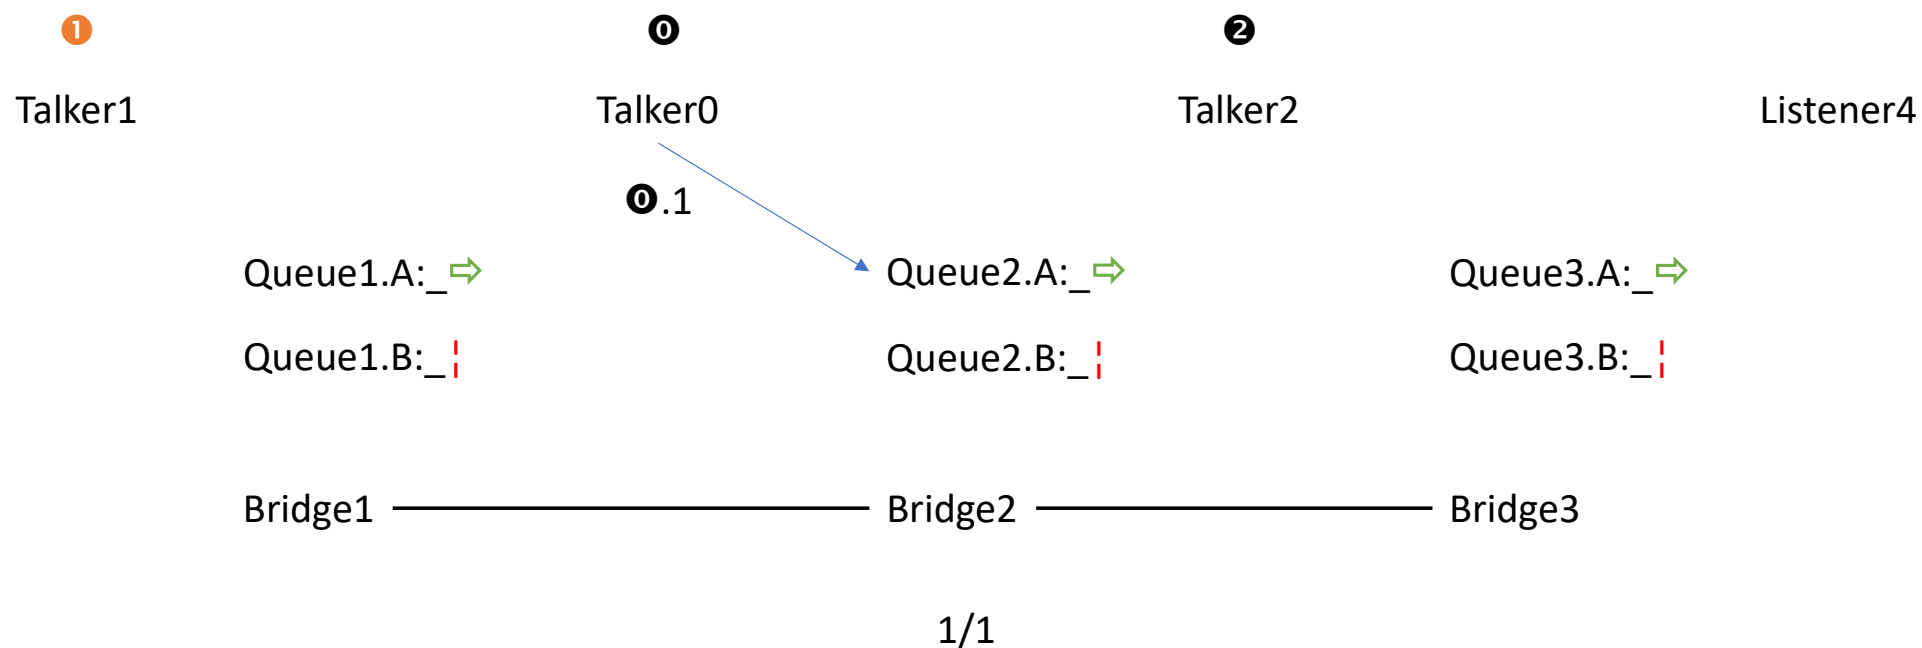 ❶ ⓿ ❷
Talker1 Talker0 Talker2 Listener4
⓿.1
Queue1.A:_⇨ Queue2.A:_⇨ Queue3.A:_⇨
Queue1.B:_¦ Queue2.B:_¦ Queue3.B:_¦
Bridge1 Bridge2 Bridge3
1/1